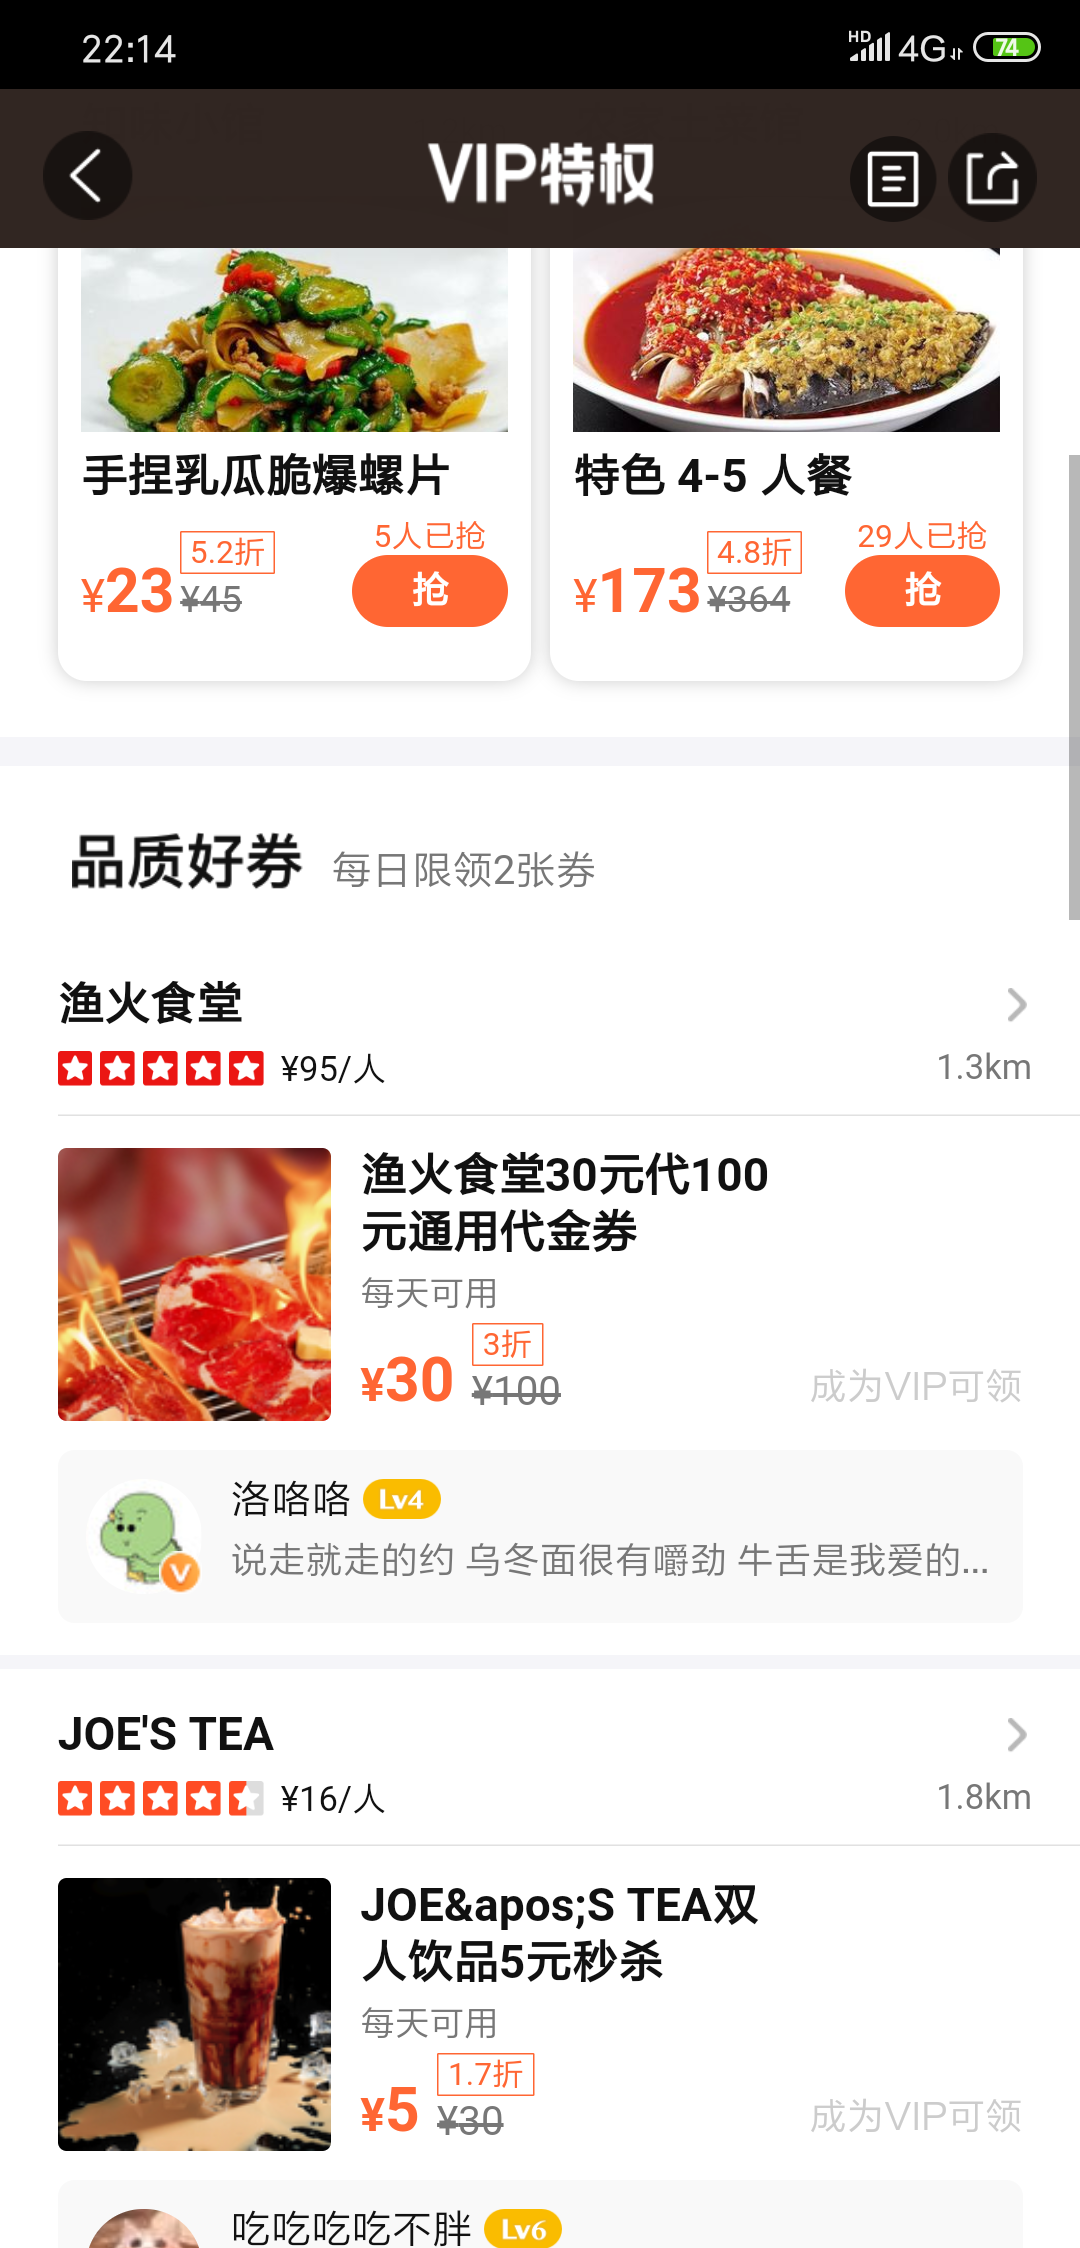 22:14
HD 4G 74
VIP特权
手捏乳瓜脆爆螺片
¥23 5.2折 ¥45 5人已抢 抢
特色 4-5 人餐
¥173 4.8折 ¥364 29人已抢 抢
品质好券 每日限领2张券
渔火食堂
¥95/人 1.3km
渔火食堂30元代100
元通用代金券
每天可用
¥30 3折 ¥100 成为VIP可领
洛咯咯 Lv4
说走就走的约 乌冬面很有嚼劲 牛舌是我爱的...
JOE'S TEA
¥16/人 1.8km
JOE&apos;S TEA双
人饮品5元秒杀
每天可用
¥5 1.7折 ¥30 成为VIP可领
吃吃吃吃不胖 Lv6